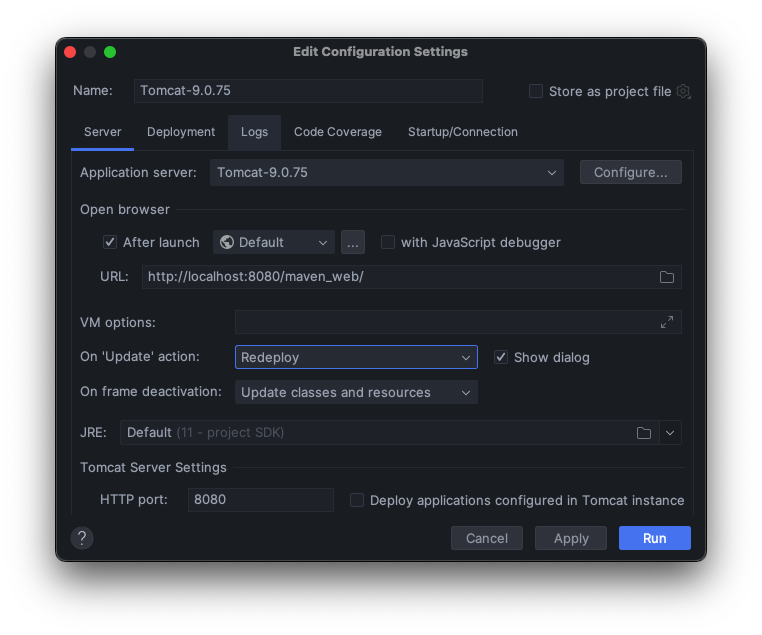 Edit Configuration Settings
Name: Tomcat-9.0.75 Store as project file
Server Deployment Logs Code Coverage Startup/Connection
Application server: Tomcat-9.0.75 Configure...
Open browser
After launch Default ... with JavaScript debugger
URL: http://localhost:8080/maven_web/
VM options:
On 'Update' action: Redeploy Show dialog
On frame deactivation: Update classes and resources
JRE: Default (11 - project SDK)
Tomcat Server Settings
HTTP port: 8080 Deploy applications configured in Tomcat instance
? Cancel Apply Run